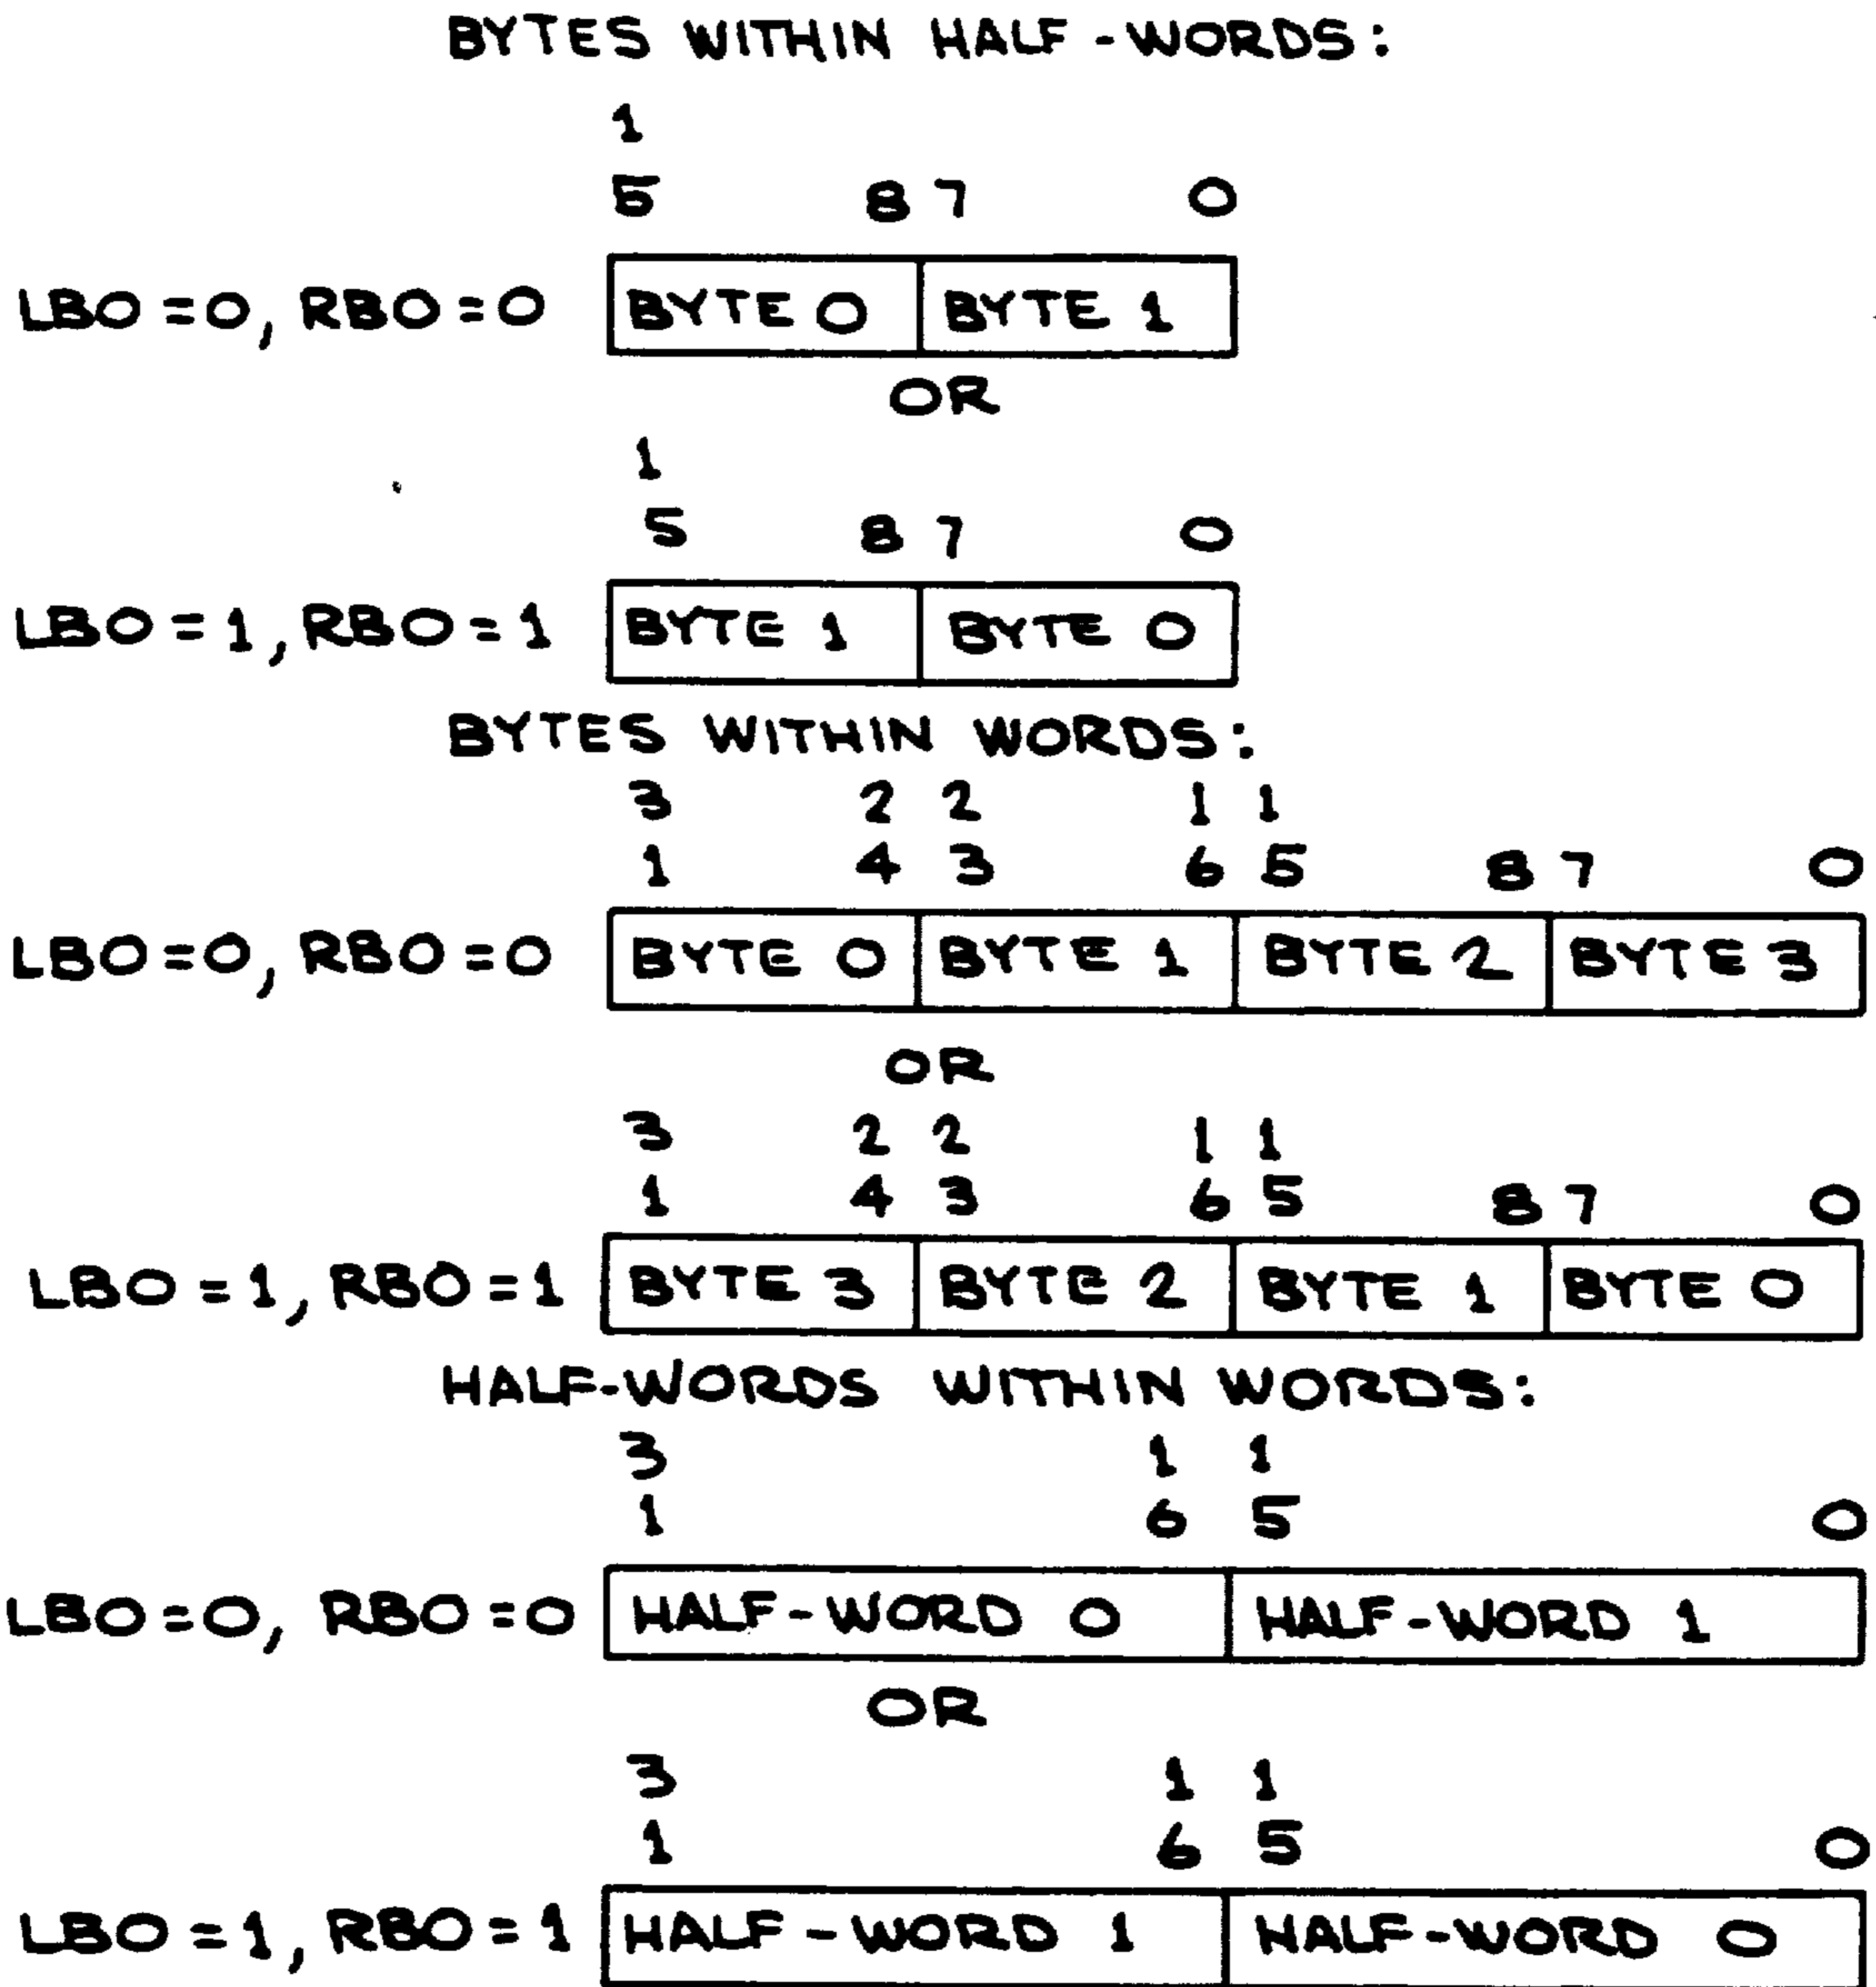 BYTES WITHIN HALF-WORDS:
1
5 8 7 0
LBO=0, RBO=0 BYTE 0 BYTE 1
OR
1
5 8 7 0
LBO=1, RBO=1 BYTE 1 BYTE 0
BYTES WITHIN WORDS:
3 2 2 1 1
1 4 3 6 5 8 7 0
LBO=0, RBO=0 BYTE 0 BYTE 1 BYTE 2 BYTE 3
OR
3 2 2 1 1
1 4 3 6 5 8 7 0
LBO=1, RBO=1 BYTE 3 BYTE 2 BYTE 1 BYTE 0
HALF-WORDS WITHIN WORDS:
3 1 1
1 6 5 0
LBO=0, RBO=0 HALF-WORD 0 HALF-WORD 1
OR
3 1 1
1 6 5 0
LBO=1, RBO=1 HALF-WORD 1 HALF-WORD 0